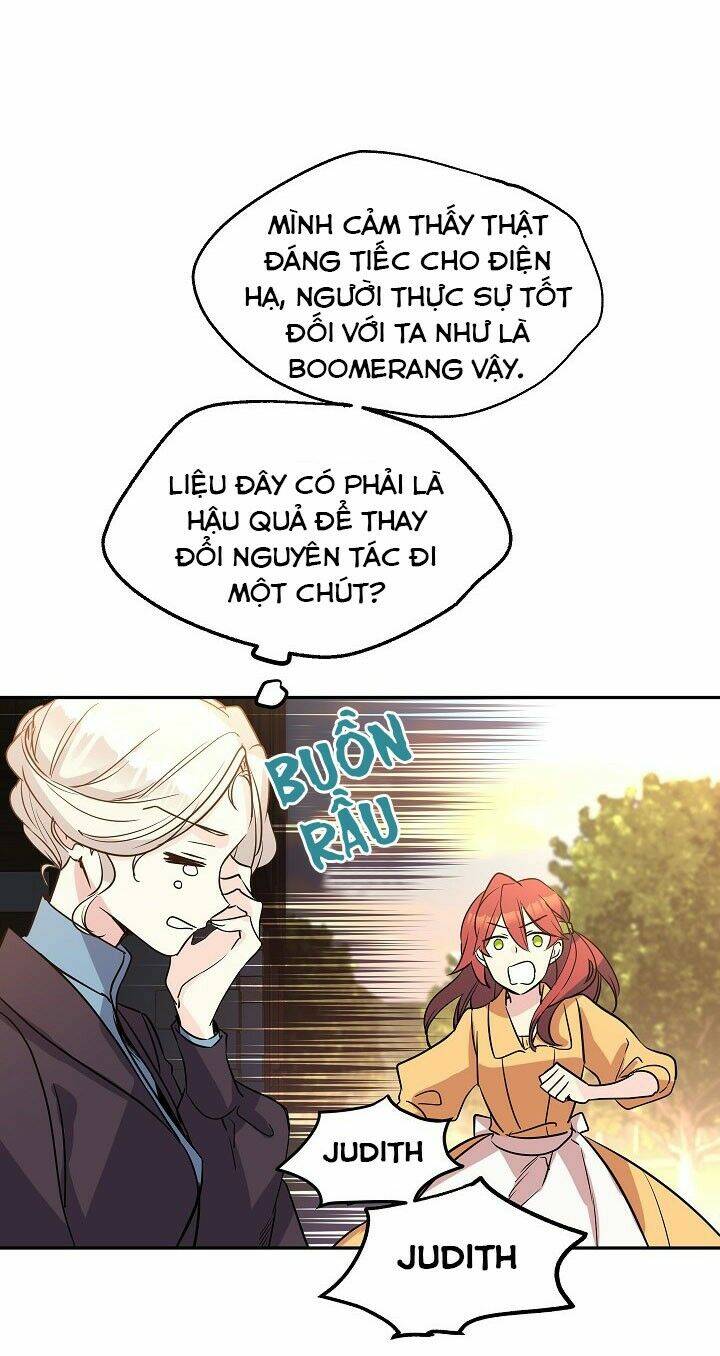 MÌNH CẢM THẤY THẬT
ĐÁNG TIẾC CHO ĐIỆN
HẠ, NGƯỜI THỰC SỰ TỐT
ĐỐI VỚI TA NHƯ LÀ
BOOMERANG VẬY.
LIỆU ĐÂY CÓ PHẢI LÀ
HẬU QUẢ ĐỂ THAY
ĐỔI NGUYÊN TÁC ĐI
MỘT CHÚT?
BUỒN
RẦU
JUDITH
JUDITH